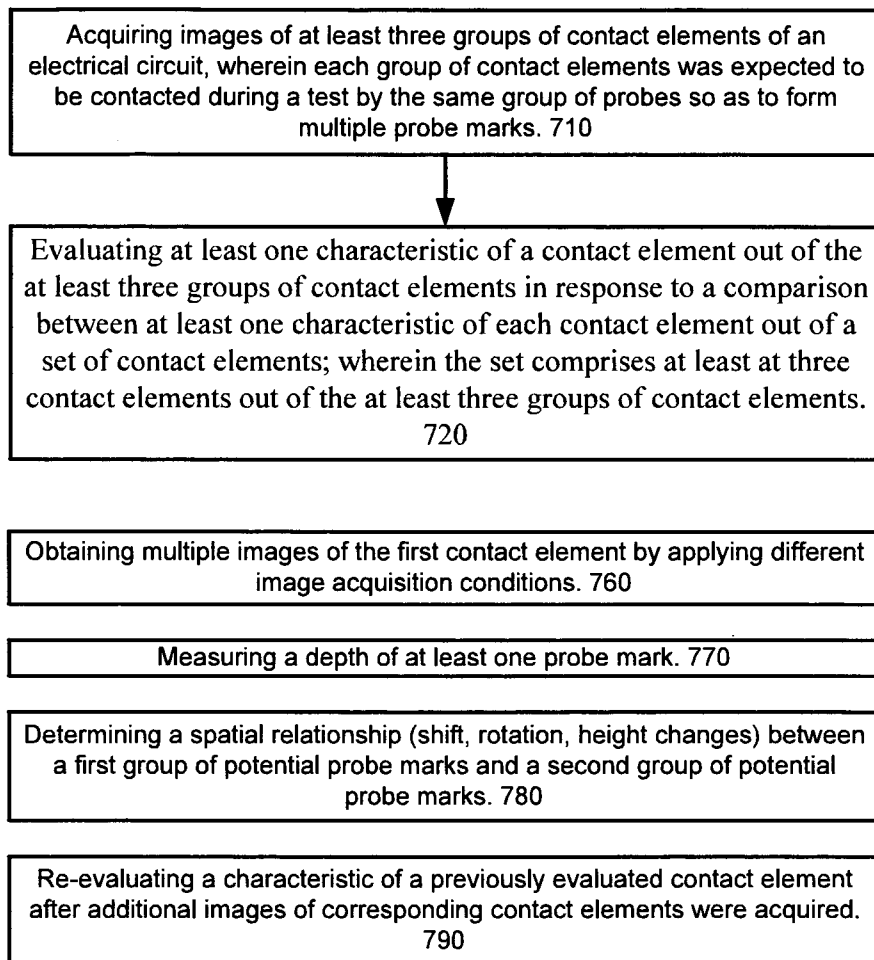 Acquiring images of at least three groups of contact elements of an
electrical circuit, wherein each group of contact elements was expected to
be contacted during a test by the same group of probes so as to form
multiple probe marks. 710
Evaluating at least one characteristic of a contact element out of the
at least three groups of contact elements in response to a comparison
between at least one characteristic of each contact element out of a
set of contact elements; wherein the set comprises at least at three
contact elements out of the at least three groups of contact elements.
720
Obtaining multiple images of the first contact element by applying different
image acquisition conditions. 760
Measuring a depth of at least one probe mark. 770
Determining a spatial relationship (shift, rotation, height changes) between
a first group of potential probe marks and a second group of potential
probe marks. 780
Re-evaluating a characteristic of a previously evaluated contact element
after additional images of corresponding contact elements were acquired.
790